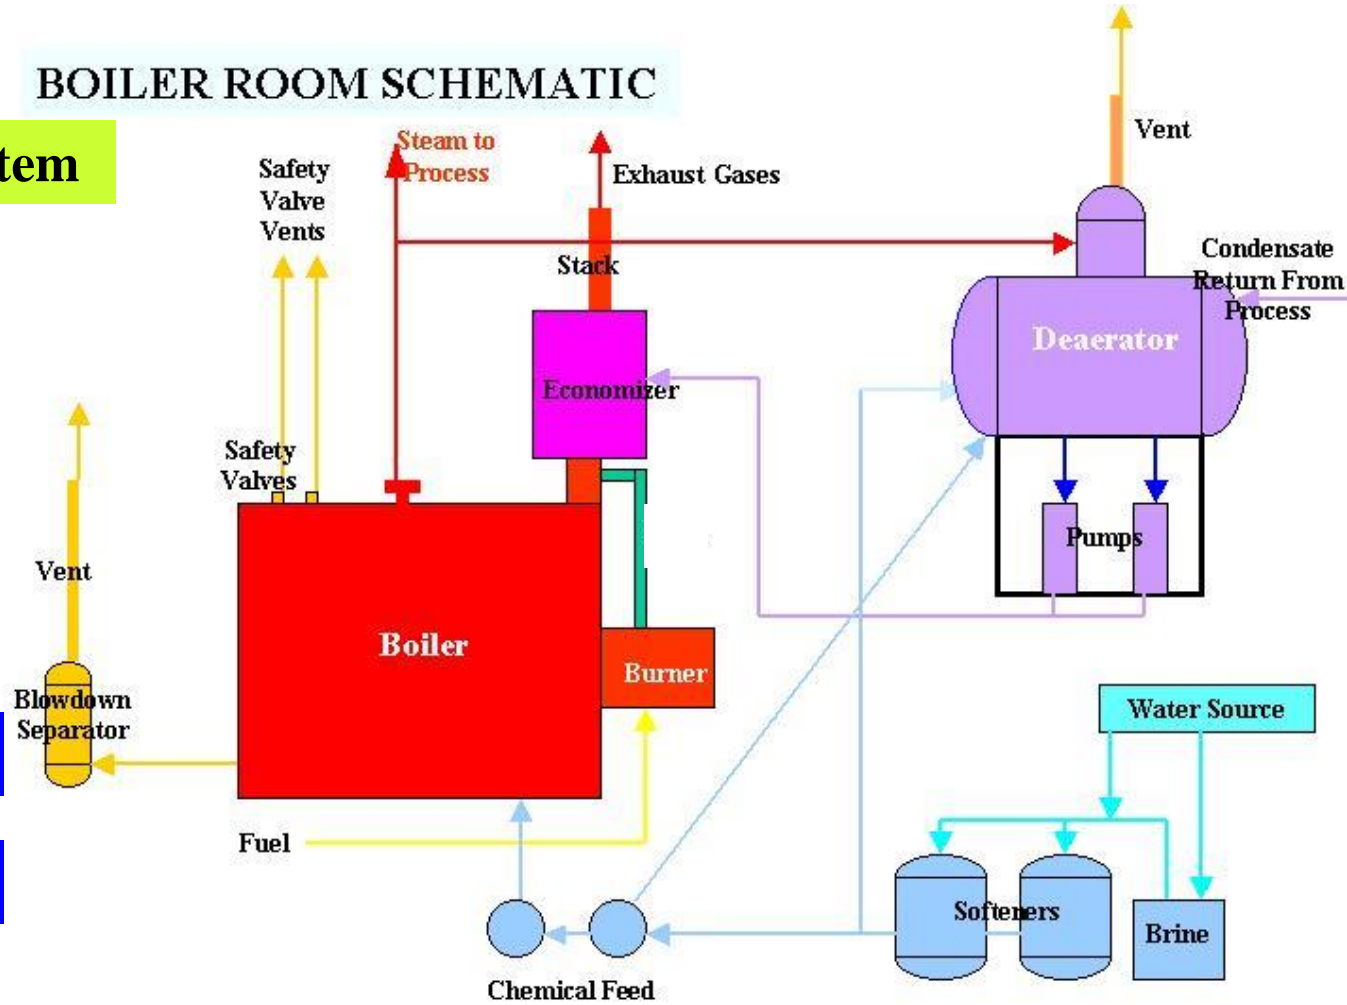 BOILER ROOM SCHEMATIC
tem
Steam to
Process
Safety
Valve
Vents
Exhaust Gases
Vent
Stack
Condensate
Return From
Process
Deaerator
Economizer
Safety
Valves
Pumps
Vent
Boiler
Burner
Blowdown
Separator
Water Source
Fuel
Softeners
Brine
Chemical Feed